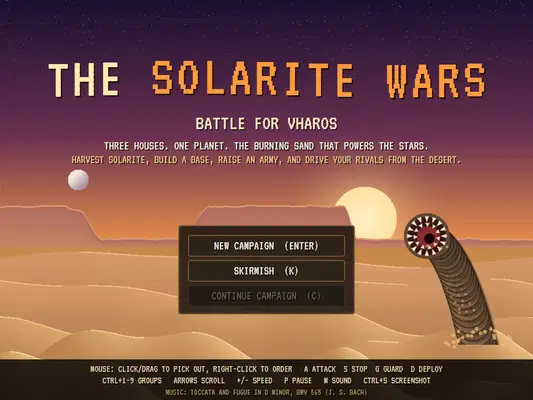 THE SOLARITE WARS
BATTLE FOR VHAROS
THREE HOUSES. ONE PLANET. THE BURNING SAND THAT POWERS THE STARS.
HARVEST SOLARITE, BUILD A BASE, RAISE AN ARMY, AND DRIVE YOUR RIVALS FROM THE DESERT.
NEW CAMPAIGN (ENTER)
SKIRMISH (K)
CONTINUE CAMPAIGN (C)
MOUSE: CLICK/DRAG TO PICK OUT, RIGHT-CLICK TO ORDER A ATTACK S STOP G GUARD D DEPLOY
CTRL+1-9 GROUPS ARROWS SCROLL +/- SPEED P PAUSE M SOUND CTRL+S SCREENSHOT
MUSIC: TOCCATA AND FUGUE IN D MINOR, BWV 565 (J. S. BACH)